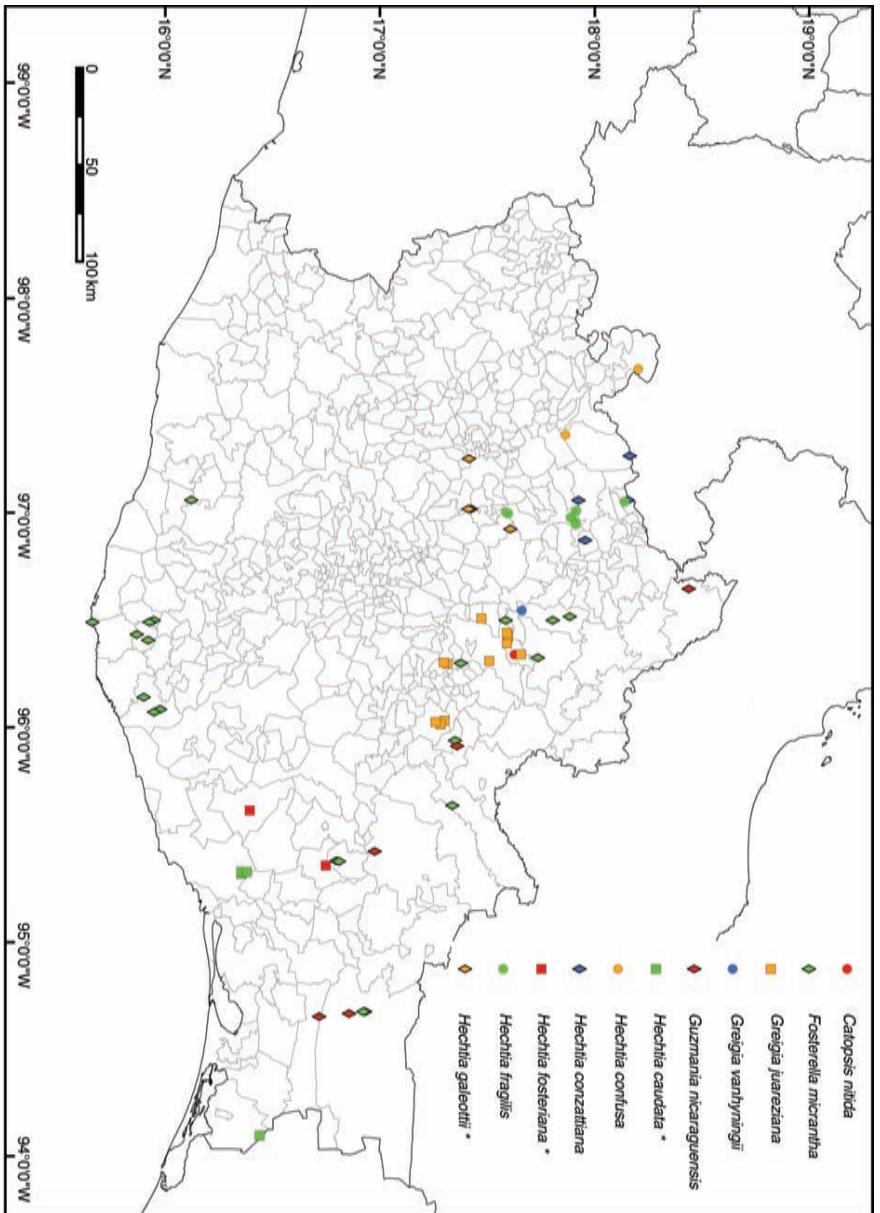 Catopsis nitida
Fosterella micrantha
Greigia juareziana
Greigia vanhyningii
Guzmania nicaraguensis
Hechtia caudata *
Hechtia confusa
Hechtia conzattiana
Hechtia fosteriana *
Hechtia fragilis
Hechtia galeottii *
19°0'0"N
18°0'0"N
17°0'0"N
16°0'0"N
99°0'0"W
98°0'0"W
97°0'0"W
96°0'0"W
95°0'0"W
94°0'0"W
0 50 100 km